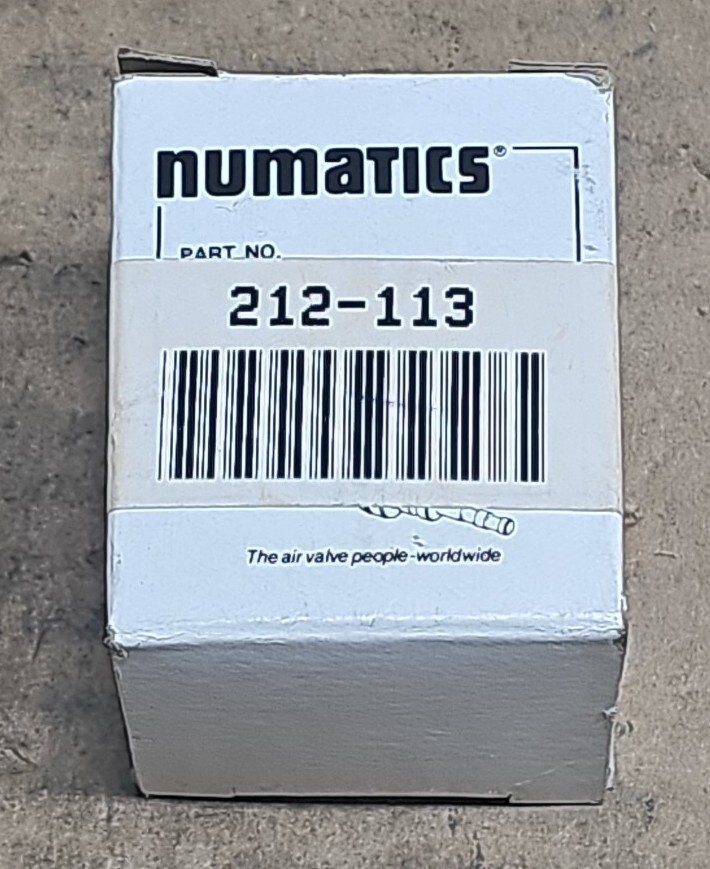 numatics®
PART NO.
212-113
The air valve people-worldwide